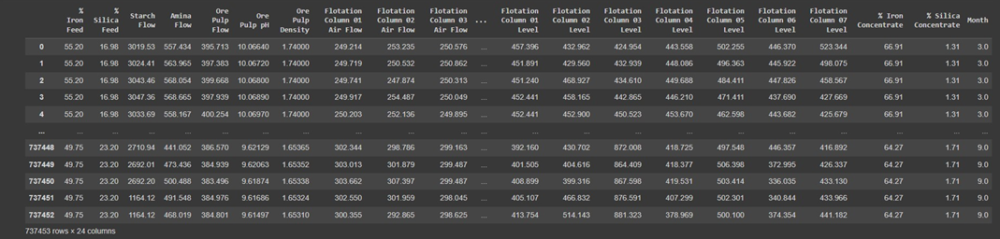 % Iron Feed % Silica Feed Starch Flow Amina Flow Ore Pulp Flow Ore Pulp pH Ore Pulp Density Flotation Column 01 Air Flow Flotation Column 02 Air Flow Flotation Column 03 Air Flow ... Flotation Column 01 Level Flotation Column 02 Level Flotation Column 03 Level Flotation Column 04 Level Flotation Column 05 Level Flotation Column 06 Level Flotation Column 07 Level % Iron Concentrate % Silica Concentrate Month
0 55.20 16.98 3019.53 557.434 395.713 10.06640 1.74000 249.214 253.235 250.576 ... 457.396 432.962 424.954 443.558 502.255 446.370 523.344 66.91 1.31 3.0
1 55.20 16.98 3024.41 563.965 397.383 10.06720 1.74000 249.719 250.532 250.862 ... 451.891 429.560 432.939 448.086 496.363 445.922 498.075 66.91 1.31 3.0
2 55.20 16.98 3043.46 568.054 399.668 10.06800 1.74000 249.741 247.874 250.313 ... 451.240 468.927 434.610 449.688 484.411 447.826 458.567 66.91 1.31 3.0
3 55.20 16.98 3047.36 568.665 397.939 10.06890 1.74000 249.917 254.487 250.049 ... 452.441 458.165 442.865 446.210 471.411 437.690 427.669 66.91 1.31 3.0
4 55.20 16.98 3033.69 558.167 400.254 10.06970 1.74000 250.203 252.136 249.895 ... 452.441 452.900 450.523 453.670 462.598 443.682 425.679 66.91 1.31 3.0
... ... ... ... ... ... ... ... ... ... ... ... ... ... ... ... ... ... ... ... ... ...
737448 49.75 23.20 2710.94 441.052 386.570 9.62129 1.65365 302.344 298.786 299.163 ... 392.160 430.702 872.008 418.725 497.548 446.357 416.892 64.27 1.71 9.0
737449 49.75 23.20 2692.01 473.436 384.939 9.62063 1.65352 303.013 301.879 299.487 ... 401.505 404.616 864.409 418.377 506.398 372.995 426.337 64.27 1.71 9.0
737450 49.75 23.20 2692.20 500.488 383.496 9.61874 1.65338 303.662 307.397 299.487 ... 408.899 399.316 867.598 419.531 503.414 336.035 433.130 64.27 1.71 9.0
737451 49.75 23.20 1164.12 491.548 384.976 9.61686 1.65324 302.550 301.959 298.045 ... 405.107 466.832 876.591 407.299 502.301 340.844 433.966 64.27 1.71 9.0
737452 49.75 23.20 1164.12 468.019 384.801 9.61497 1.65310 300.355 292.865 298.625 ... 413.754 514.143 881.323 378.969 500.100 374.354 441.182 64.27 1.71 9.0
737453 rows × 24 columns